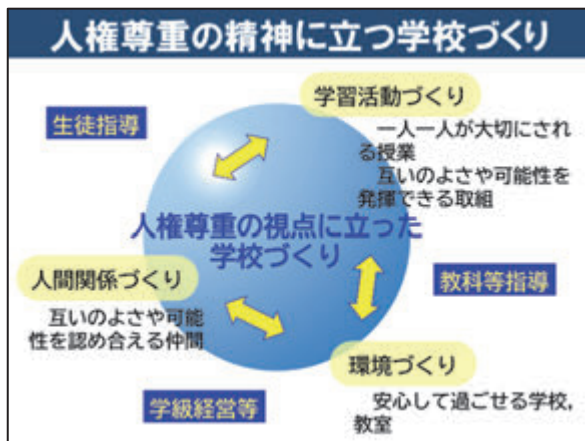 人権尊重の精神に立つ学校づくり
学習活動づくり
生徒指導
一人一人が大切にされ
る授業
互いのよさや可能性を
発揮できる取組
人権尊重の視点に立った
学校づくり
人間関係づくり
教科等指導
互いのよさや可能
性を認め合える仲間
環境づくり
学級経営等
安心して過ごせる学校,
教室